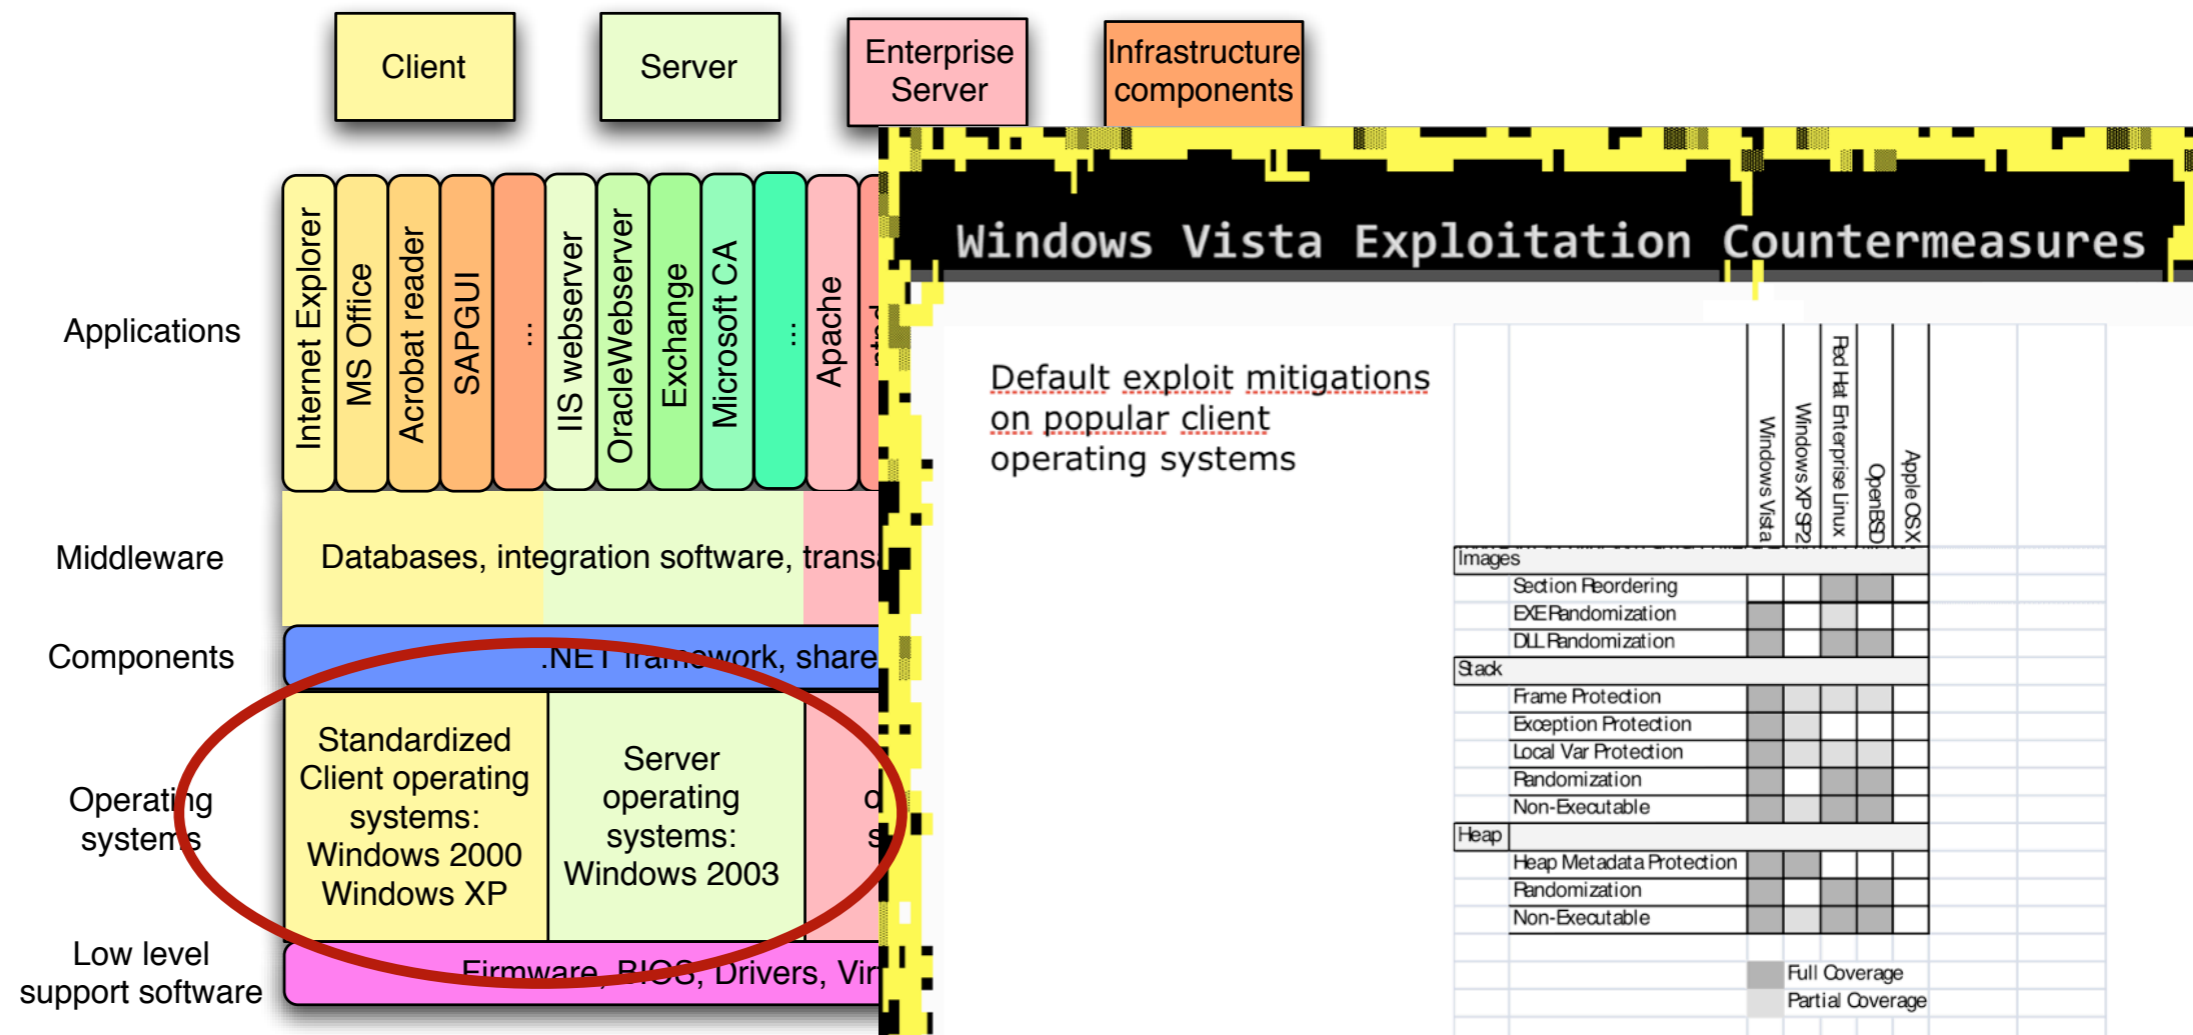 Client
Server
Enterprise
Server
Infrastructure
components
Applications
Internet Explorer
MS Office
Acrobat reader
SAPGUI
...
IIS webserver
OracleWebserver
Exchange
Microsoft CA
...
Apache
Middleware
Databases, integration software, transa
Components
.NET framework, share
Operating
systems
Standardized
Client operating
systems:
Windows 2000
Windows XP
Server
operating
systems:
Windows 2003
Low level
support software
Firmware, BIOS, Drivers, Vir
Windows Vista Exploitation Countermeasures
Default exploit mitigations
on popular client
operating systems
Windows Vista
Windows XP SP2
Red Hat Enterprise Linux
OpenBSD
Apple OS X
Images
Section Reordering
EXE Randomization
DLL Randomization
Stack
Frame Protection
Exception Protection
Local Var Protection
Randomization
Non-Executable
Heap
Heap Metadata Protection
Randomization
Non-Executable
Full Coverage
Partial Coverage